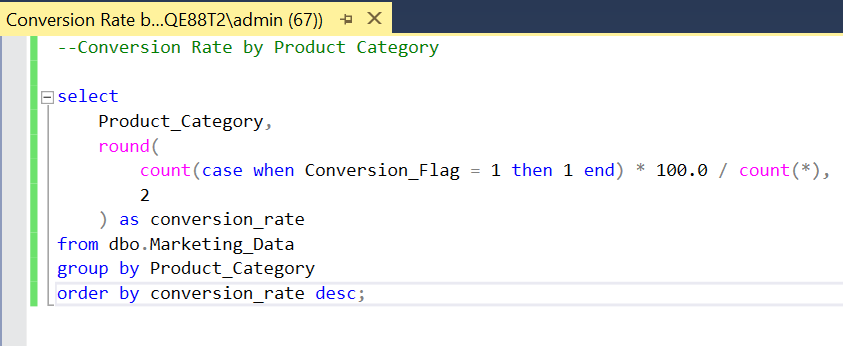 Conversion Rate b...QE88T2\admin (67))
--Conversion Rate by Product Category
select
Product_Category,
round(
count(case when Conversion_Flag = 1 then 1 end) * 100.0 / count(*),
2
) as conversion_rate
from dbo.Marketing_Data
group by Product_Category
order by conversion_rate desc;